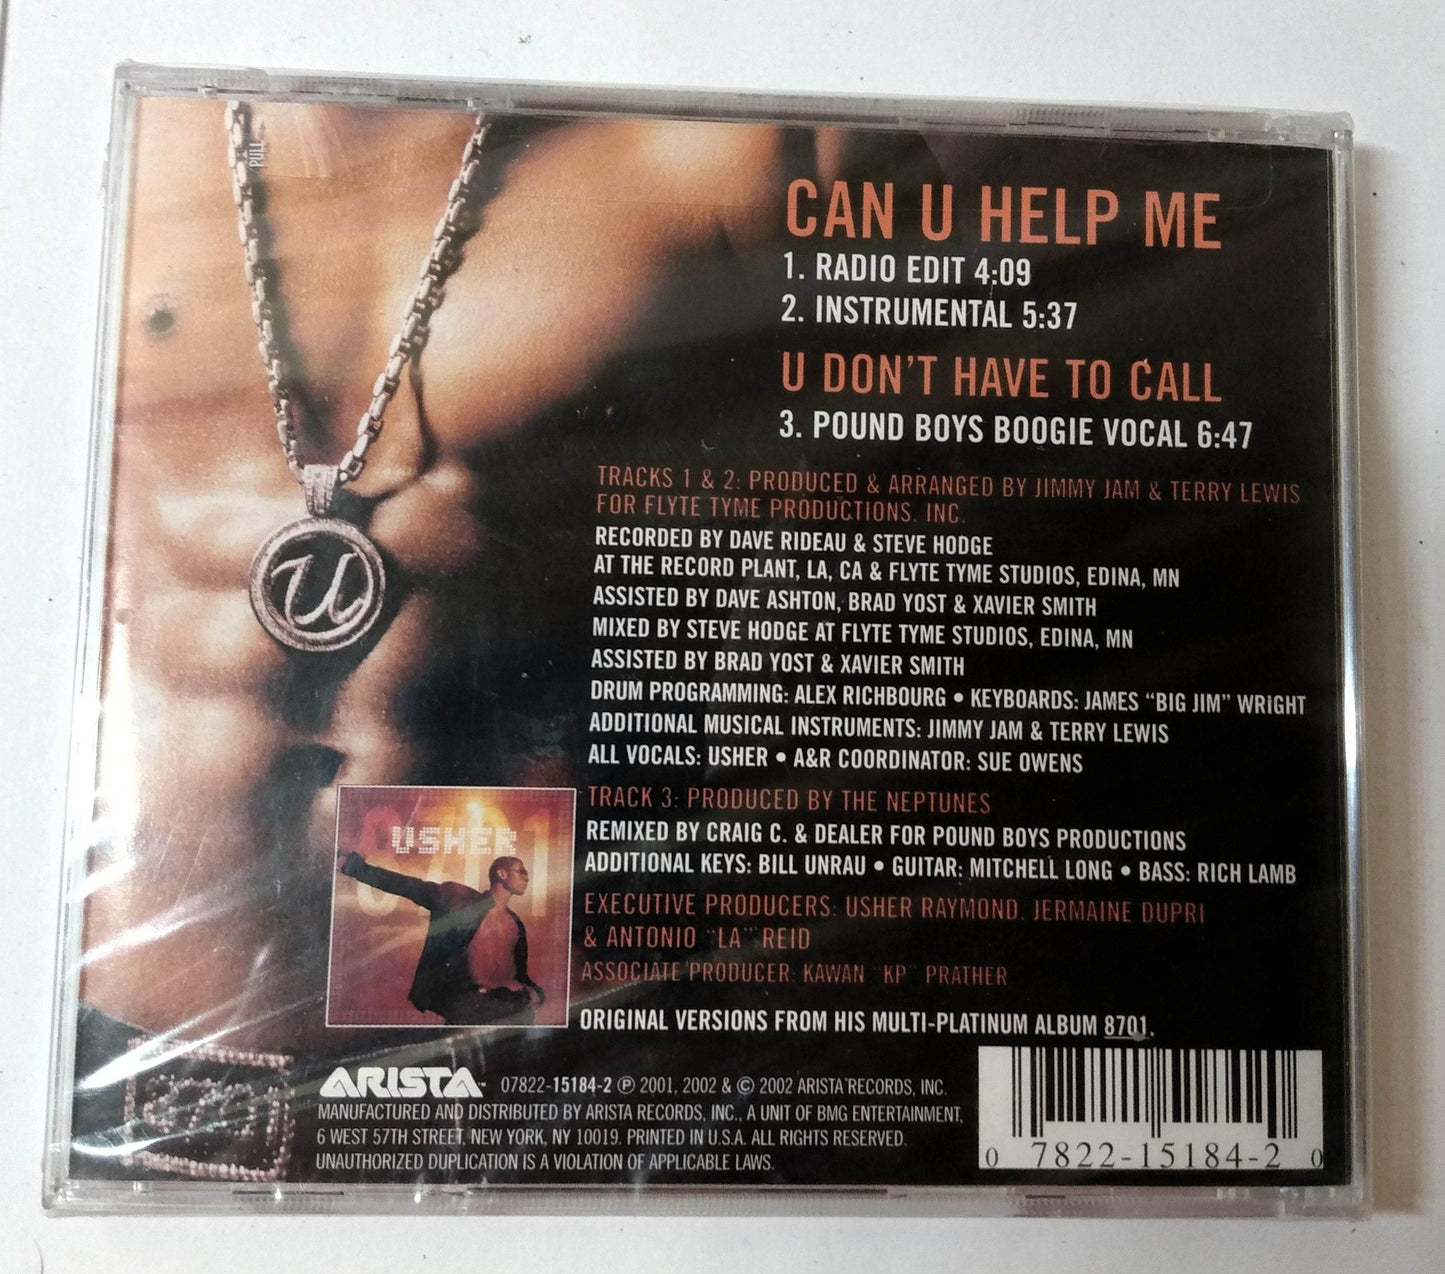 PULL
CAN U HELP ME
1. RADIO EDIT 4:09
2. INSTRUMENTAL 5:37
U DON'T HAVE TO CALL
3. POUND BOYS BOOGIE VOCAL 6:47
TRACKS 1 & 2: PRODUCED & ARRANGED BY JIMMY JAM & TERRY LEWIS
FOR FLYTE TYME PRODUCTIONS, INC.
RECORDED BY DAVE RIDEAU & STEVE HODGE
AT THE RECORD PLANT, LA, CA & FLYTE TYME STUDIOS, EDINA, MN
ASSISTED BY DAVE ASHTON, BRAD YOST & XAVIER SMITH
MIXED BY STEVE HODGE AT FLYTE TYME STUDIOS, EDINA, MN
ASSISTED BY BRAD YOST & XAVIER SMITH
DRUM PROGRAMMING: ALEX RICHBOURG • KEYBOARDS: JAMES "BIG JIM" WRIGHT
ADDITIONAL MUSICAL INSTRUMENTS: JIMMY JAM & TERRY LEWIS
ALL VOCALS: USHER • A&R COORDINATOR: SUE OWENS
TRACK 3: PRODUCED BY THE NEPTUNES
REMIXED BY CRAIG C. & DEALER FOR POUND BOYS PRODUCTIONS
ADDITIONAL KEYS: BILL UNRAU • GUITAR: MITCHELL LONG • BASS: RICH LAMB
EXECUTIVE PRODUCERS: USHER RAYMOND, JERMAINE DUPRI
& ANTONIO "LA" REID
ASSOCIATE PRODUCER: KAWAN "KP" PRATHER
ORIGINAL VERSIONS FROM HIS MULTI-PLATINUM ALBUM 8701.
U
8701
USHER
8701
ARISTA™ 07822-15184-2 ℗ 2001, 2002 & © 2002 ARISTA RECORDS, INC.
MANUFACTURED AND DISTRIBUTED BY ARISTA RECORDS, INC., A UNIT OF BMG ENTERTAINMENT,
6 WEST 57TH STREET, NEW YORK, NY 10019. PRINTED IN U.S.A. ALL RIGHTS RESERVED.
UNAUTHORIZED DUPLICATION IS A VIOLATION OF APPLICABLE LAWS.
0 7822-15184-2 0